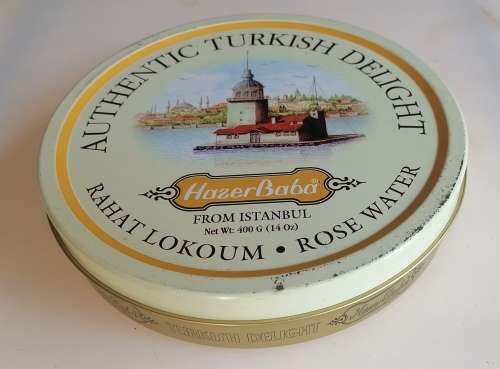 AUTHENTIC TURKISH DELIGHT
HazerBaba®
FROM ISTANBUL
Net Wt: 400 G (14 Oz)
RAHAT LOKOUM • ROSE WATER
TURKISH DELIGHT